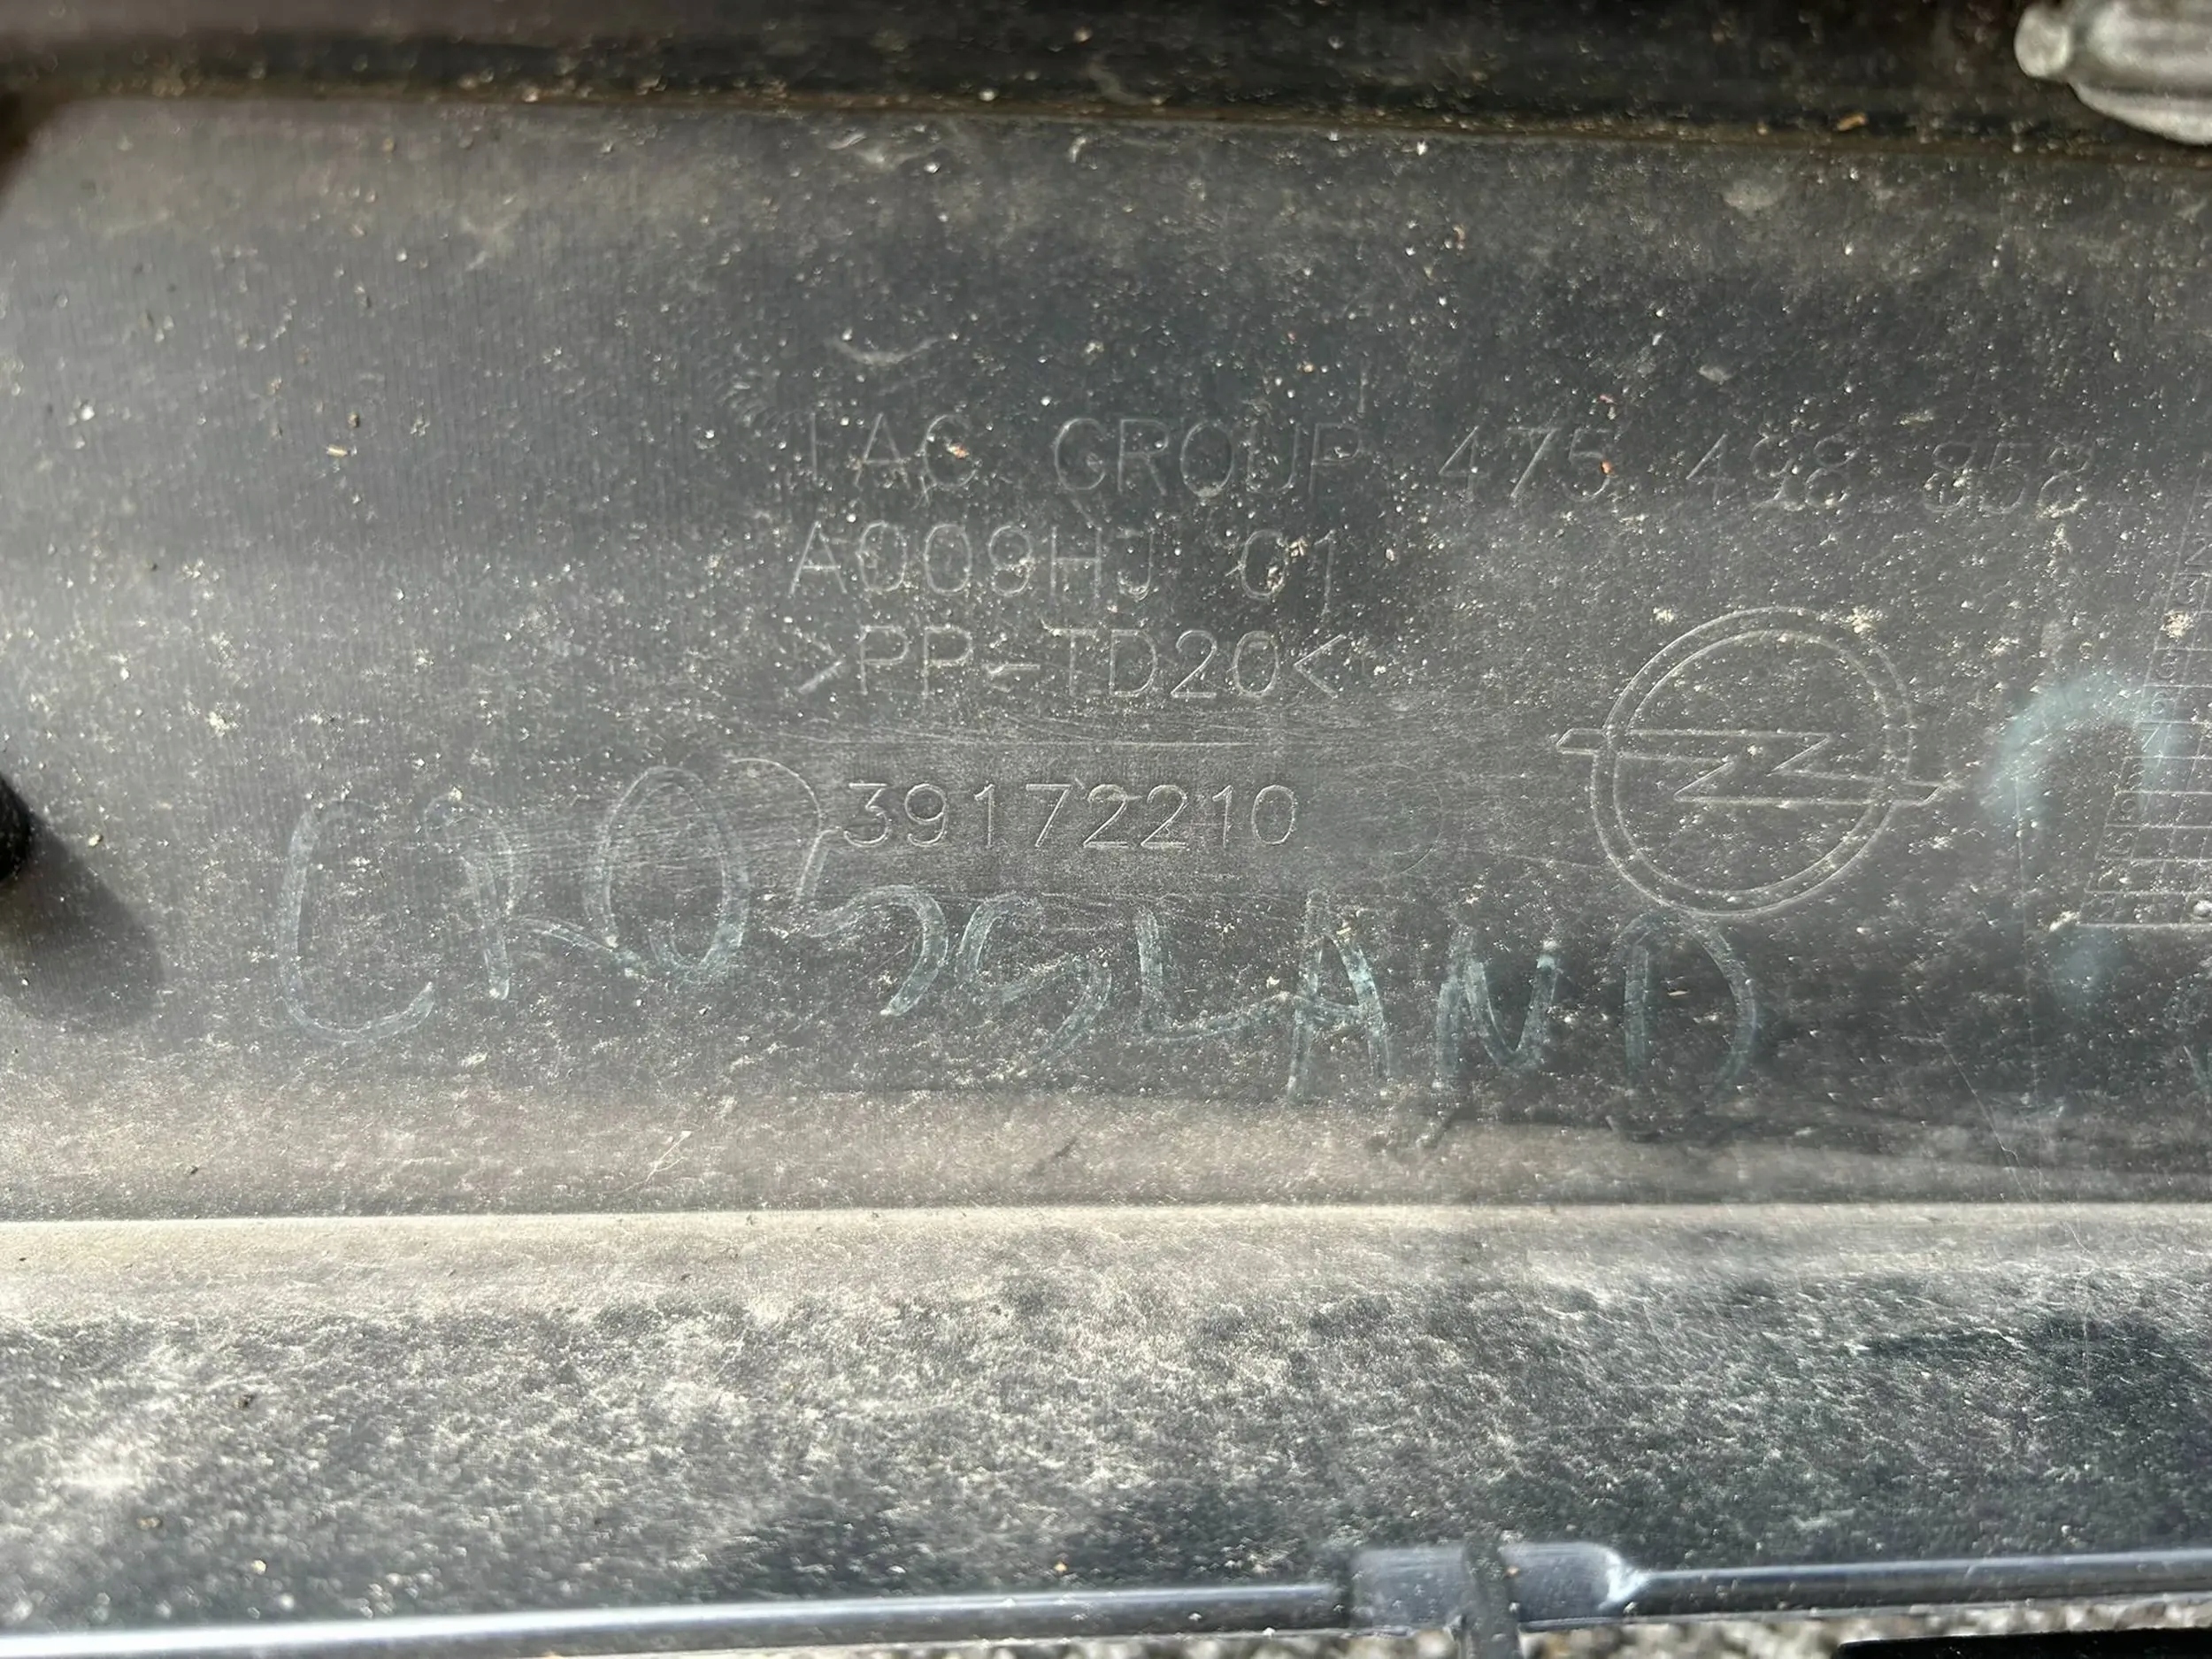 IAC GROUP 475 498 858
A009HJ 01
>PP-TD20<
39172210
CROSSLAND